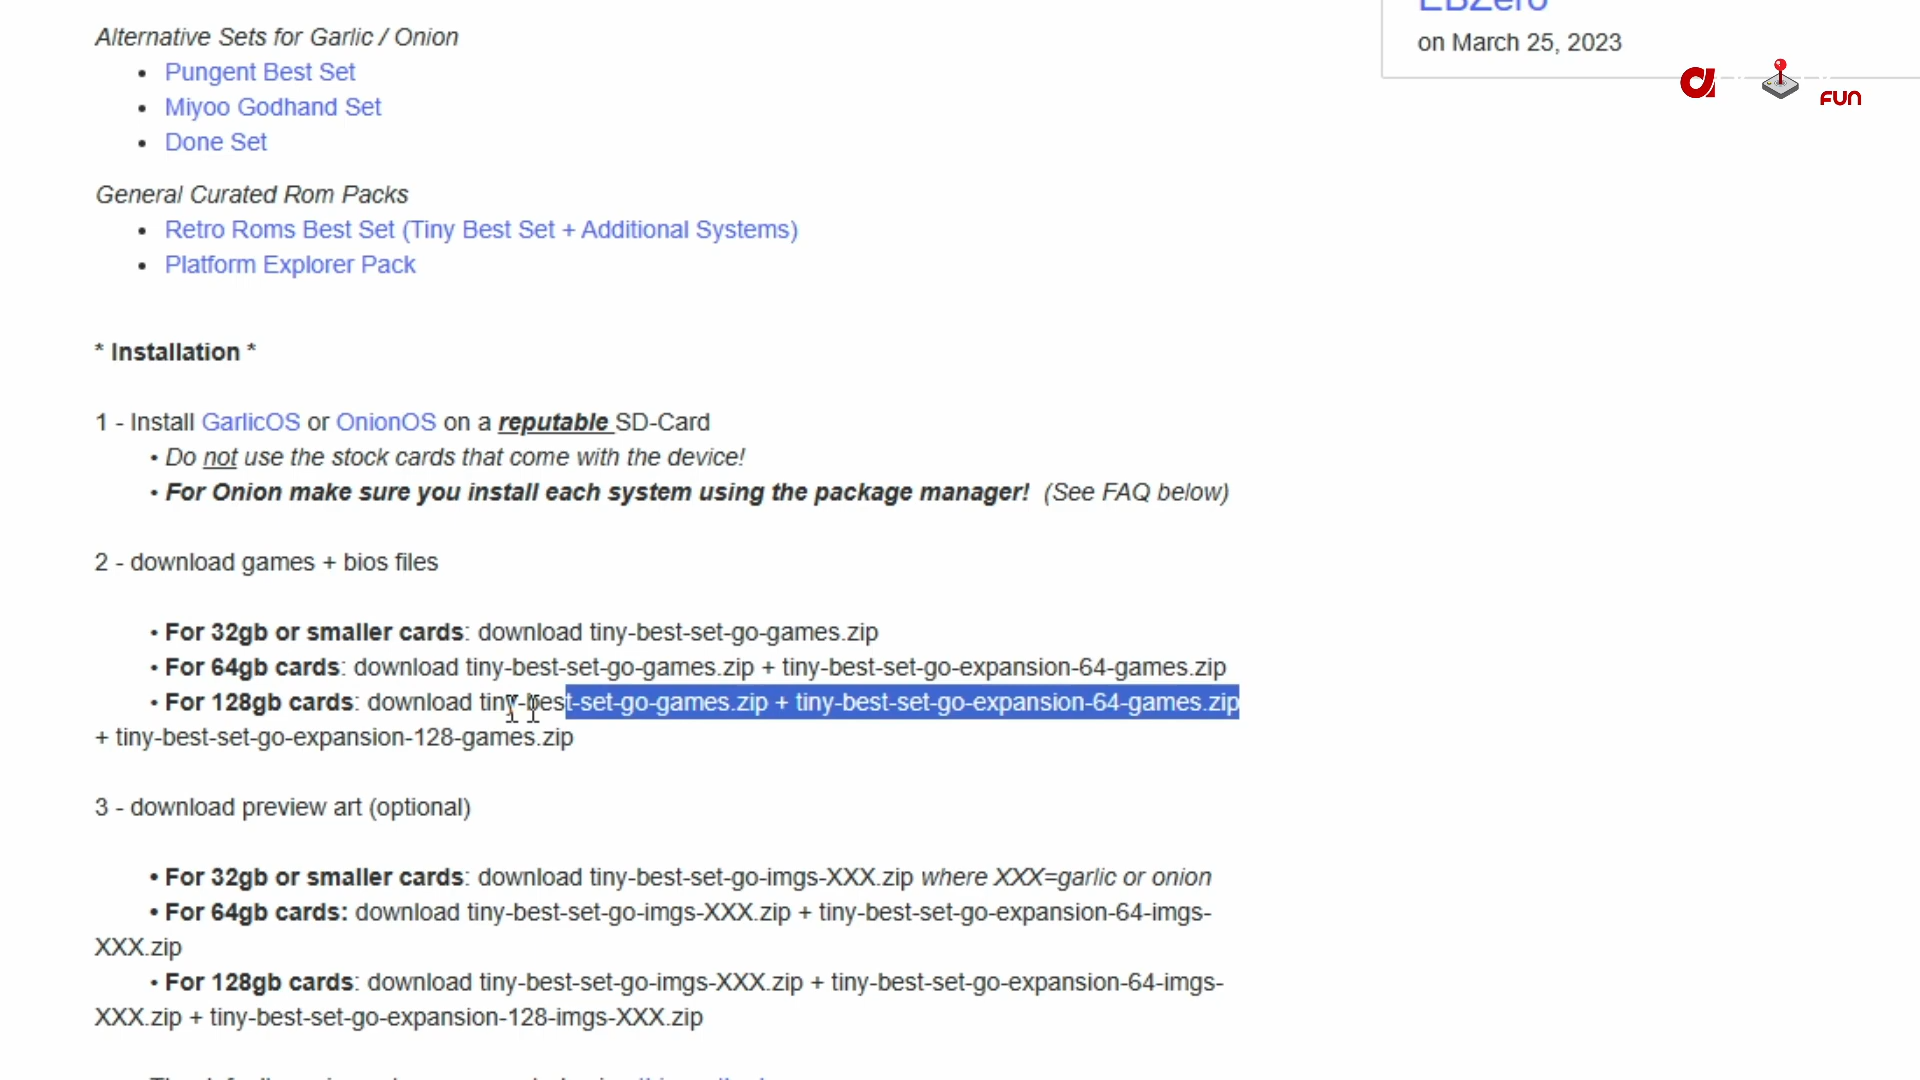 EBZero
on March 25, 2023
FUN
Alternative Sets for Garlic / Onion
• Pungent Best Set
• Miyoo Godhand Set
• Done Set
General Curated Rom Packs
• Retro Roms Best Set (Tiny Best Set + Additional Systems)
• Platform Explorer Pack
* Installation *
1 - Install GarlicOS or OnionOS on a reputable SD-Card
• Do not use the stock cards that come with the device!
• For Onion make sure you install each system using the package manager! (See FAQ below)
2 - download games + bios files
• For 32gb or smaller cards: download tiny-best-set-go-games.zip
• For 64gb cards: download tiny-best-set-go-games.zip + tiny-best-set-go-expansion-64-games.zip
• For 128gb cards: download tiny-best-set-go-games.zip + tiny-best-set-go-expansion-64-games.zip
+ tiny-best-set-go-expansion-128-games.zip
3 - download preview art (optional)
• For 32gb or smaller cards: download tiny-best-set-go-imgs-XXX.zip where XXX=garlic or onion
• For 64gb cards: download tiny-best-set-go-imgs-XXX.zip + tiny-best-set-go-expansion-64-imgs-
XXX.zip
• For 128gb cards: download tiny-best-set-go-imgs-XXX.zip + tiny-best-set-go-expansion-64-imgs-
XXX.zip + tiny-best-set-go-expansion-128-imgs-XXX.zip